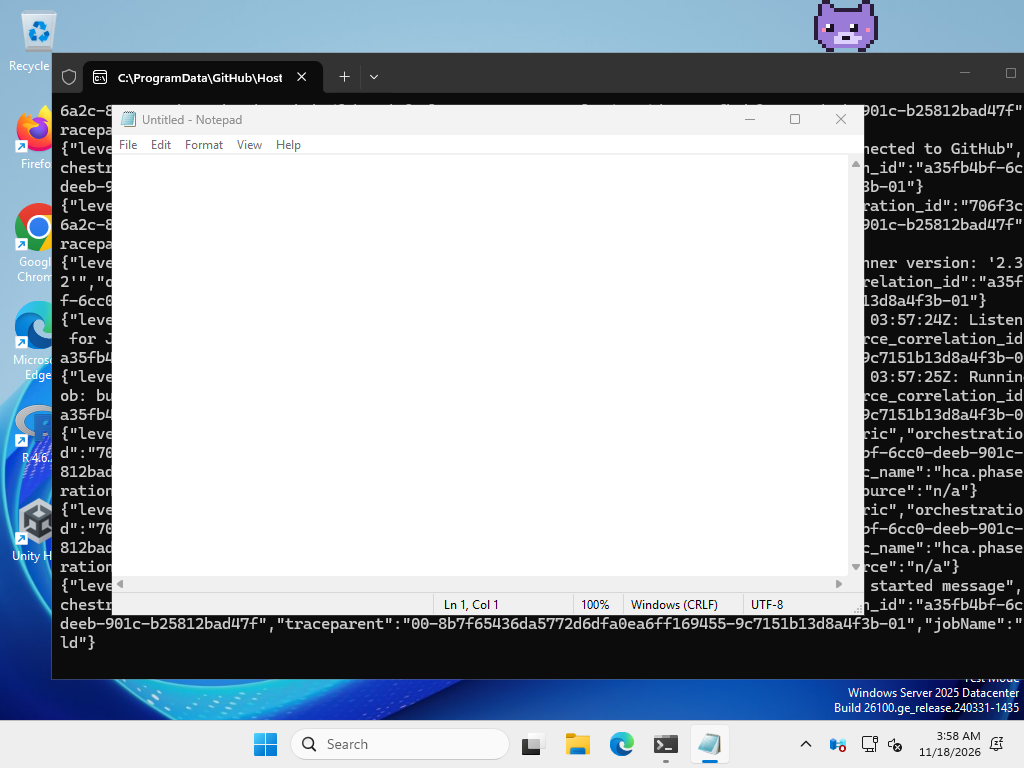 Recycle
Firefo
Googl
Chrom
Micros
Edge
R 4.6.
Unity H
C:\ProgramData\GitHub\Host
6a2c-8
901c-b25812bad47f"
racepa
{"leve
nected to GitHub",
chestr
n_id":"a35fb4bf-6c
deeb-9
3b-01"}
{"leve
ration_id":"706f3c
6a2c-8
901c-b25812bad47f"
racepa
{"leve
nner version: '2.3
2'","o
relation_id":"a35f
f-6cc0
13d8a4f3b-01"}
{"leve
03:57:24Z: Listen
for J
rce_correlation_id
a35fb4
9c7151b13d8a4f3b-0
{"leve
03:57:25Z: Runnin
ob: bu
rce_correlation_id
a35fb4
9c7151b13d8a4f3b-0
{"leve
ric","orchestratio
d":"70
bf-6cc0-deeb-901c-
812bad
c_name":"hca.phase
ration
ource":"n/a"}
{"leve
ric","orchestratio
d":"70
bf-6cc0-deeb-901c-
812bad
c_name":"hca.phase
ration
rce":"n/a"}
{"leve
started message",
chestr
n_id":"a35fb4bf-6c
deeb-901c-b25812bad47f","traceparent":"00-8b7f65436da5772d6dfa0ea6ff169455-9c7151b13d8a4f3b-01","jobName":"
ld"}
Untitled - Notepad
File Edit Format View Help
Ln 1, Col 1 100% Windows (CRLF) UTF-8
Test Mode
Windows Server 2025 Datacenter
Build 26100.ge_release.240331-1435
Search
3:58 AM
11/18/2026